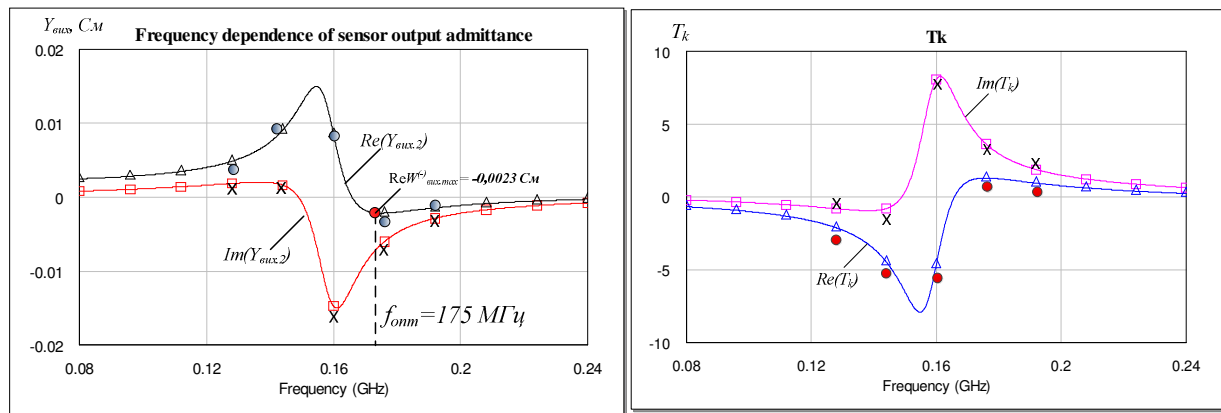 Yвих, См
Frequency dependence of sensor output admittance
0.02
0.01
0
-0.01
-0.02
Re(Yвих.2)
ReW(-)вих.max= -0,0023 См
Im(Yвих.2)
fопт=175 МГц
0.08 0.12 0.16 0.2 0.24
Frequency (GHz)
Tk
Tk
10
5
0
-5
-10
Im(Tk)
Re(Tk)
0.08 0.12 0.16 0.2 0.24
Frequency (GHz)